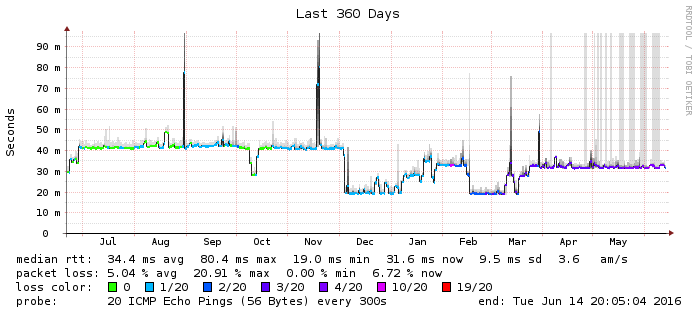 Last 360 Days
RRDTOOL / TOBI OETIKER
Seconds
90 m
80 m
70 m
60 m
50 m
40 m
30 m
20 m
10 m
0
Jul Aug Sep Oct Nov Dec Jan Feb Mar Apr May
median rtt: 34.4 ms avg 80.4 ms max 19.0 ms min 31.6 ms now 9.5 ms sd 3.6 am/s
packet loss: 5.04 % avg 20.91 % max 0.00 % min 6.72 % now
loss color: 0 1/20 2/20 3/20 4/20 10/20 19/20
probe: 20 ICMP Echo Pings (56 Bytes) every 300s end: Tue Jun 14 20:05:04 2016